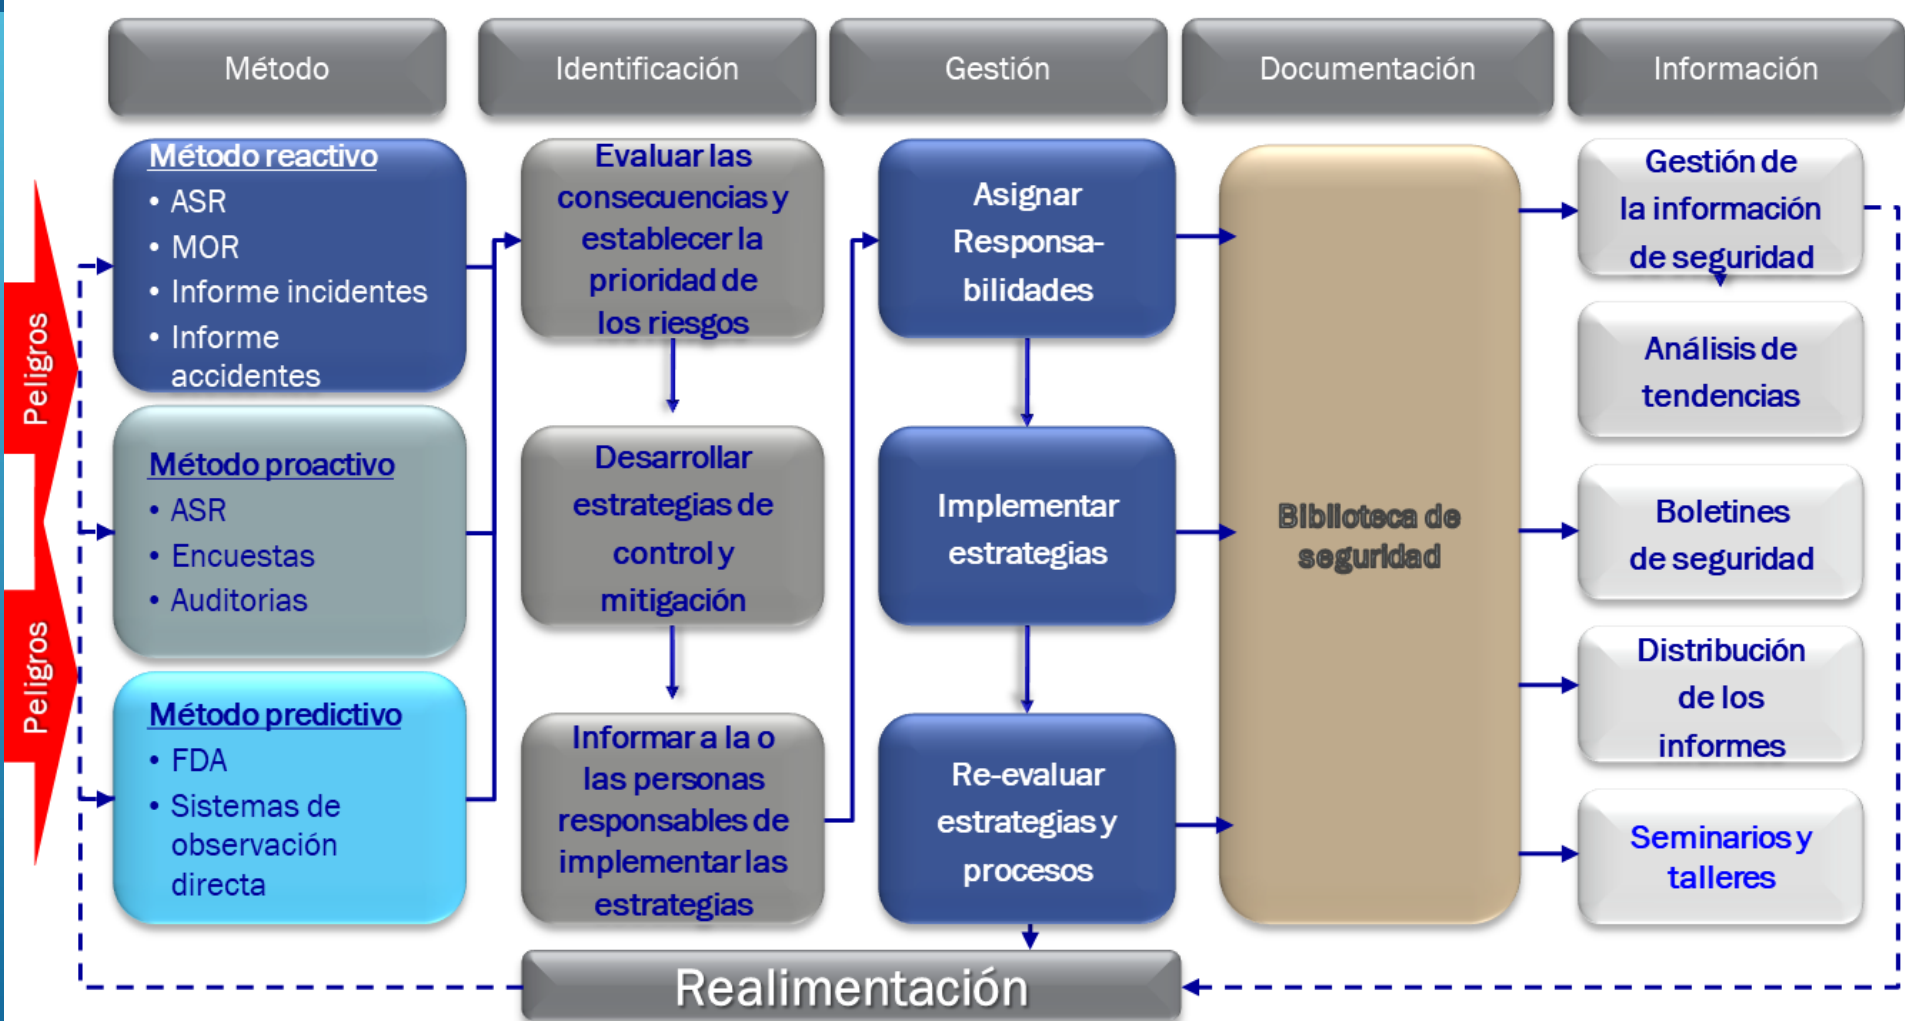 Método
Identificación
Gestión
Documentación
Información
Peligros
Peligros
Método reactivo
• ASR
• MOR
• Informe incidentes
• Informe
accidentes
Método proactivo
• ASR
• Encuestas
• Auditorias
Método predictivo
• FDA
• Sistemas de
observación
directa
Evaluar las
consecuencias y
establecer la
prioridad de
los riesgos
Desarrollar
estrategias de
control y
mitigación
Informar a la o
las personas
responsables de
implementar las
estrategias
Asignar
Responsa-
bilidades
Implementar
estrategias
Re-evaluar
estrategias y
procesos
Biblioteca de
seguridad
Gestión de
la información
de seguridad
Análisis de
tendencias
Boletines
de seguridad
Distribución
de los
informes
Seminarios y
talleres
Realimentación